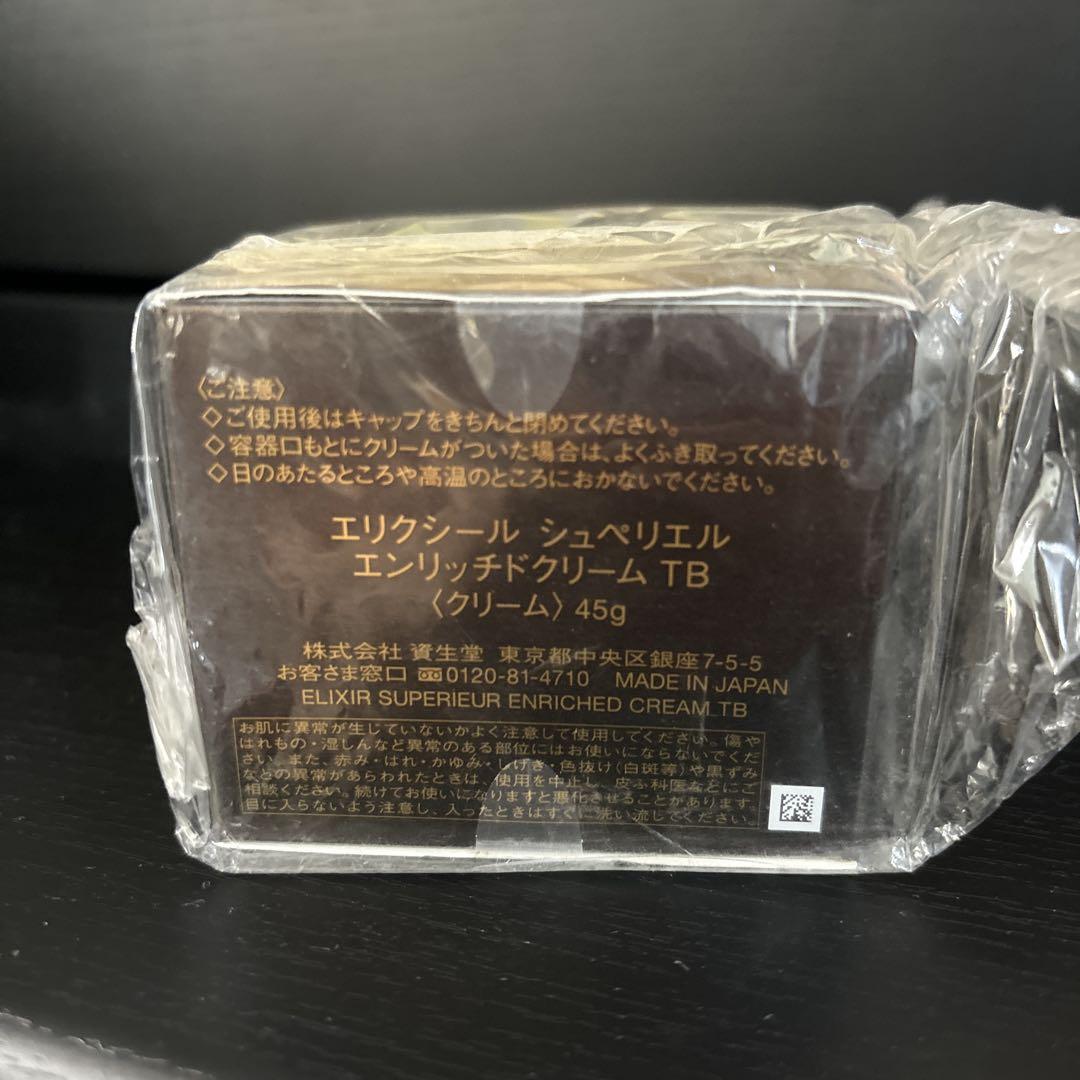 〈ご注意〉
◇ご使用後はキャップをきちんと閉めてください。
◇容器口もとにクリームがついた場合は、よくふき取ってください。
◇日のあたるところや高温のところにおかないでください。
エリクシール シュペリエル
エンリッチドクリーム TB
〈クリーム〉 45g
株式会社 資生堂 東京都中央区銀座7-5-5
お客さま窓口 0120-81-4710 MADE IN JAPAN
ELIXIR SUPERIEUR ENRICHED CREAM TB
お肌に異常が生じていないかよく注意して使用してください。傷や
はれもの・湿しんなど異常のある部位にはお使いにならないでくだ
さい。また、赤み・はれ・かゆみ・しげき・色抜け(白斑等)や黒ずみ
などの異常があらわれたときは、使用を中止し、皮ふ科医などにご
相談ください。続けてお使いになりますと悪化させることがあります。
目に入らないよう注意し、入ったときはすぐに洗い流してください。